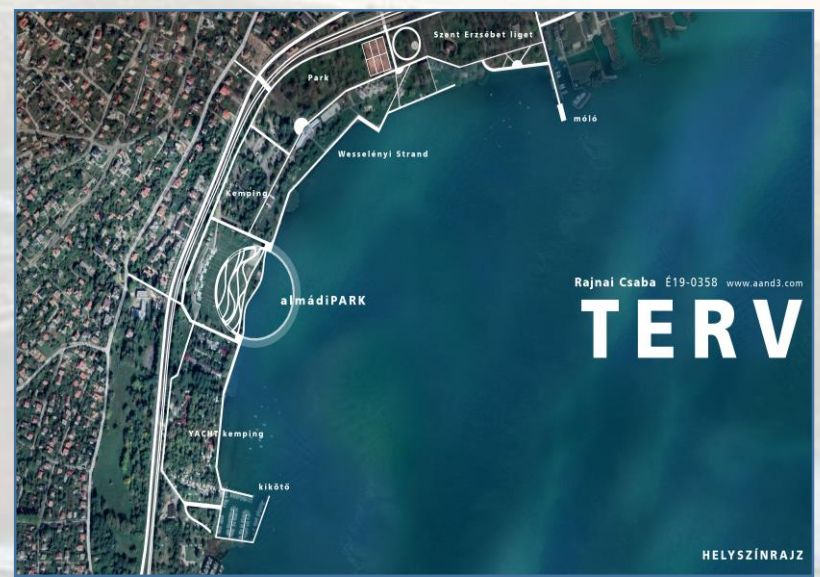 Szent Erzsébet liget
Park
móló
Wesselényi Strand
Kemping
almádiPARK
Rajnai Csaba É19-0358 www.aand3.com
TERV
YACHT kemping
kikötő
HELYSZÍNRAJZ